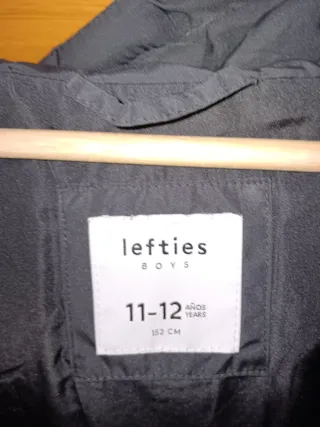 lefties
BOYS
11-12 AÑOS
YEARS
152 CM